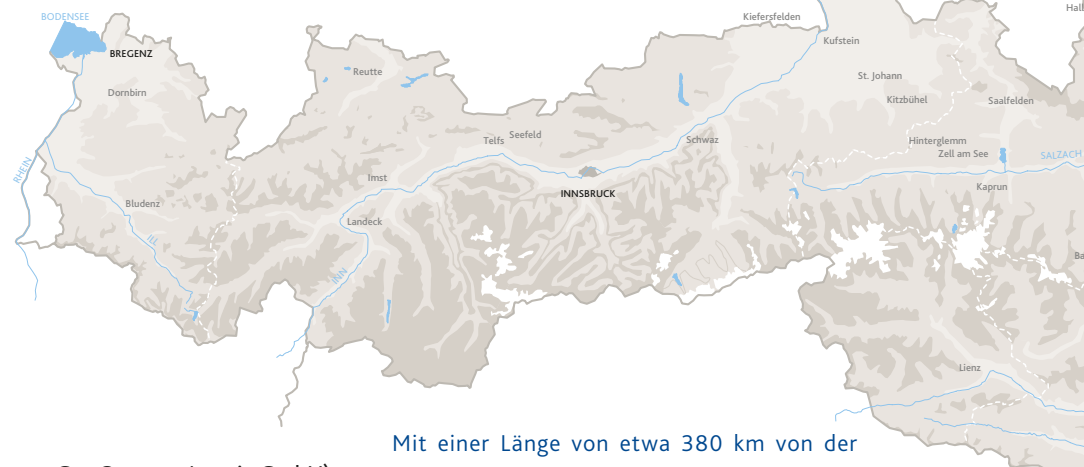 BODENSEE
BREGENZ
Dornbirn
RHEIN
Bludenz
ILL
Reutte
Imst
Landeck
INN
Telfs
Seefeld
INNSBRUCK
Schwaz
Kiefersfelden
Kufstein
St. Johann
Kitzbühel
Saalfelden
Hinterglemm
Zell am See
SALZACH
Kaprun
Lienz
Mit einer Länge von etwa 380 km von der